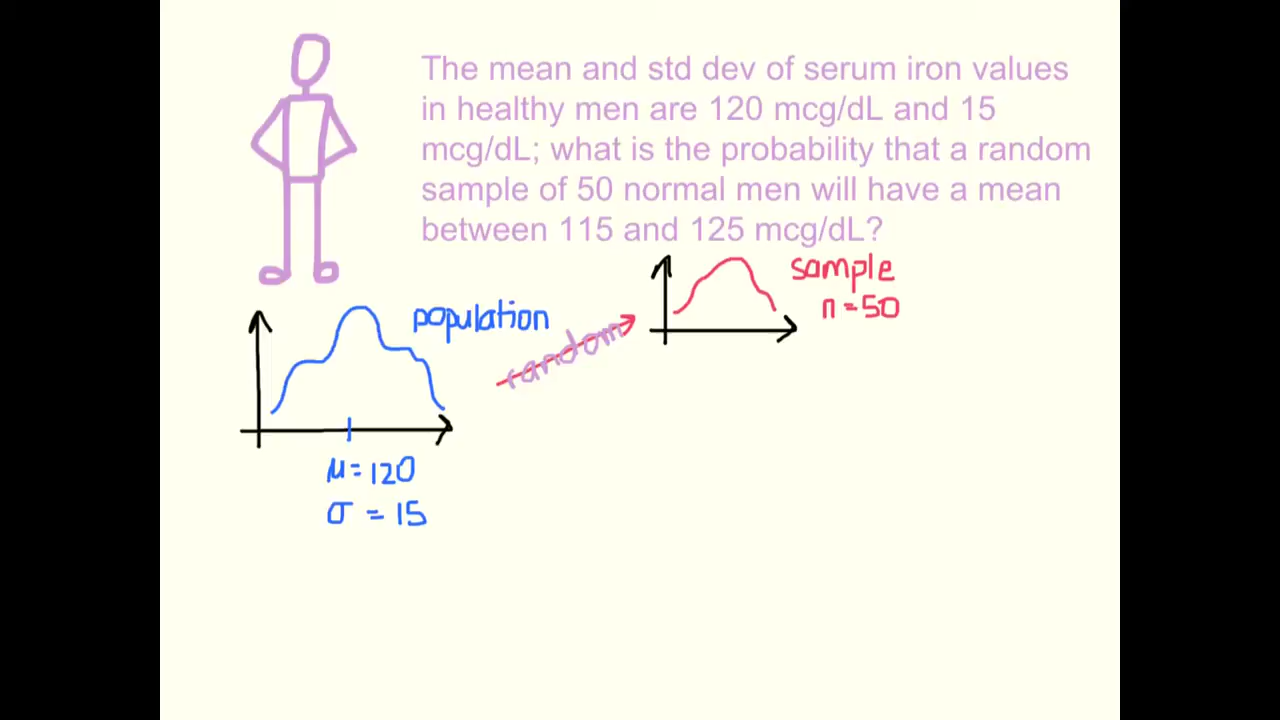 The mean and std dev of serum iron values
in healthy men are 120 mcg/dL and 15
mcg/dL; what is the probability that a random
sample of 50 normal men will have a mean
between 115 and 125 mcg/dL?
sample
n = 50
population
random
μ = 120
σ = 15